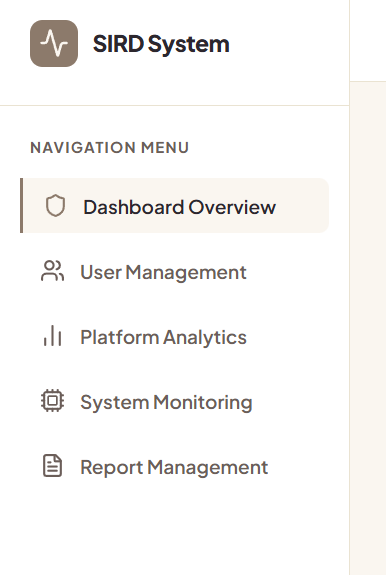 SIRD System
NAVIGATION MENU
Dashboard Overview
User Management
Platform Analytics
System Monitoring
Report Management